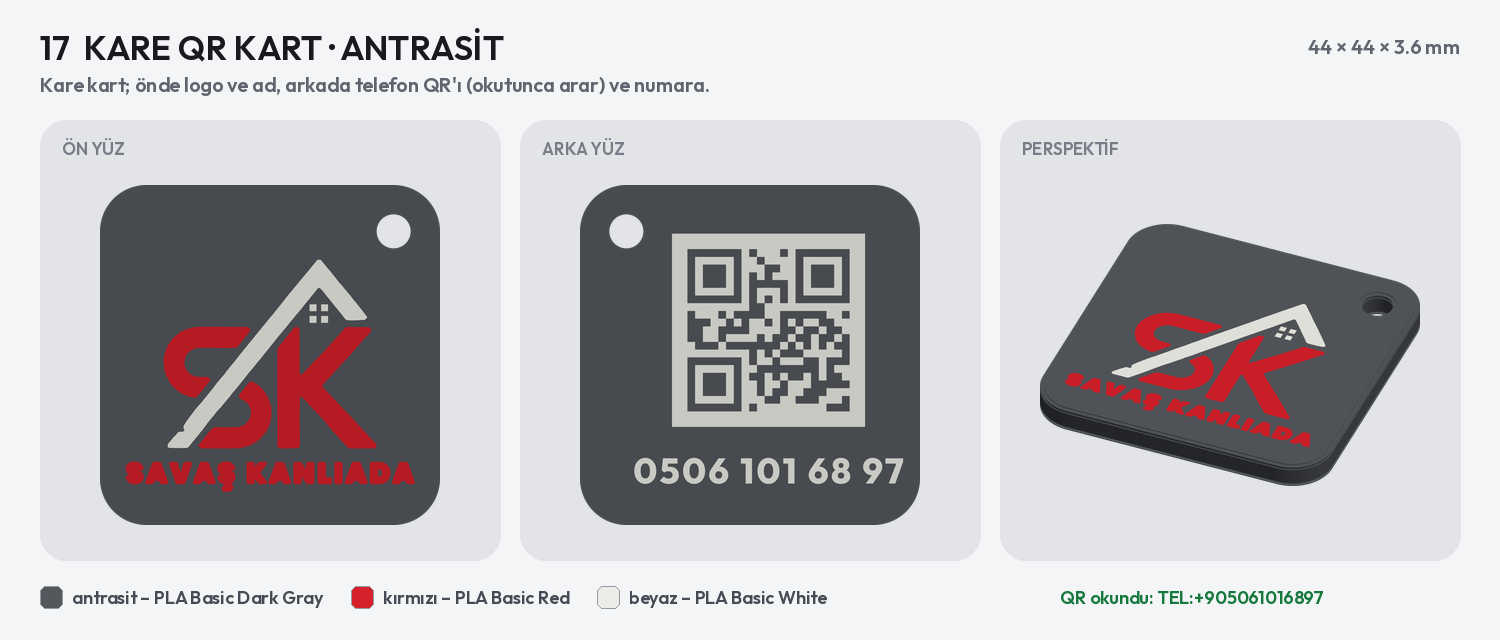 17 KARE QR KART · ANTRASİT
44 × 44 × 3.6 mm
Kare kart; önde logo ve ad, arkada telefon QR'ı (okutunca arar) ve numara.
ÖN YÜZ
SK
SAVAŞ KANLIADA
ARKA YÜZ
0506 101 68 97
PERSPEKTİF
SK
SAVAŞ KANLIADA
antrasit – PLA Basic Dark Gray
kırmızı – PLA Basic Red
beyaz – PLA Basic White
QR okundu: TEL:+905061016897